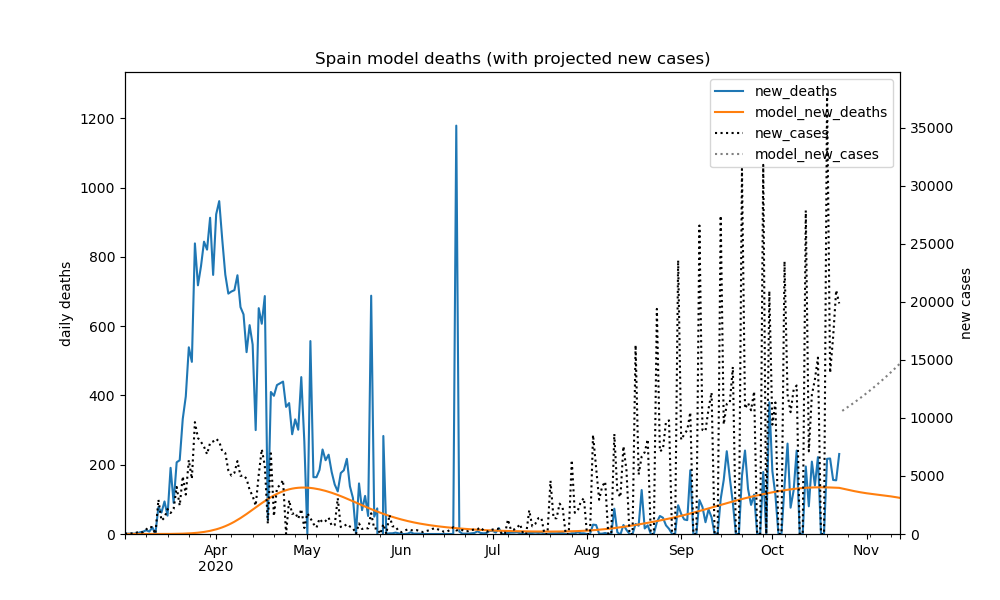 Spain model deaths (with projected new cases)
new_deaths
model_new_deaths
new_cases
model_new_cases
daily deaths
new cases
1200
1000
800
600
400
200
0
35000
30000
25000
20000
15000
10000
5000
0
Apr May Jun Jul Aug Sep Oct Nov
2020